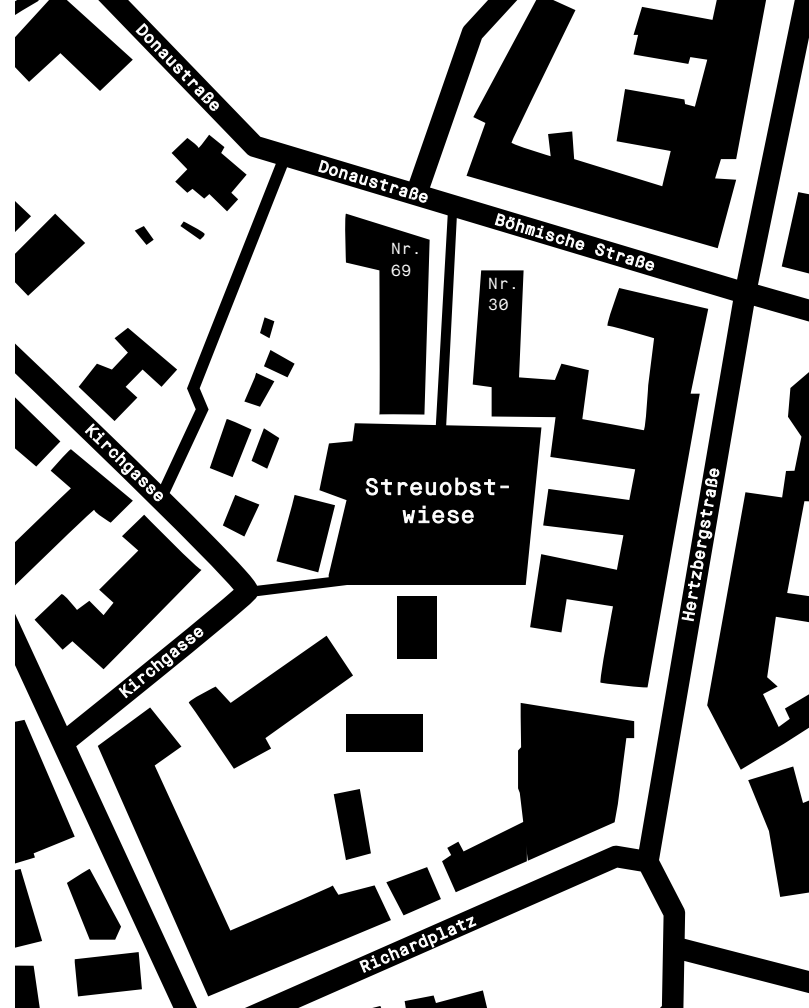 Donaustraße
Donaustraße
Böhmische Straße
Nr.
69
Nr.
30
Kirchgasse
Streuobst-
wiese
Hertzbergstraße
Kirchgasse
Richardplatz